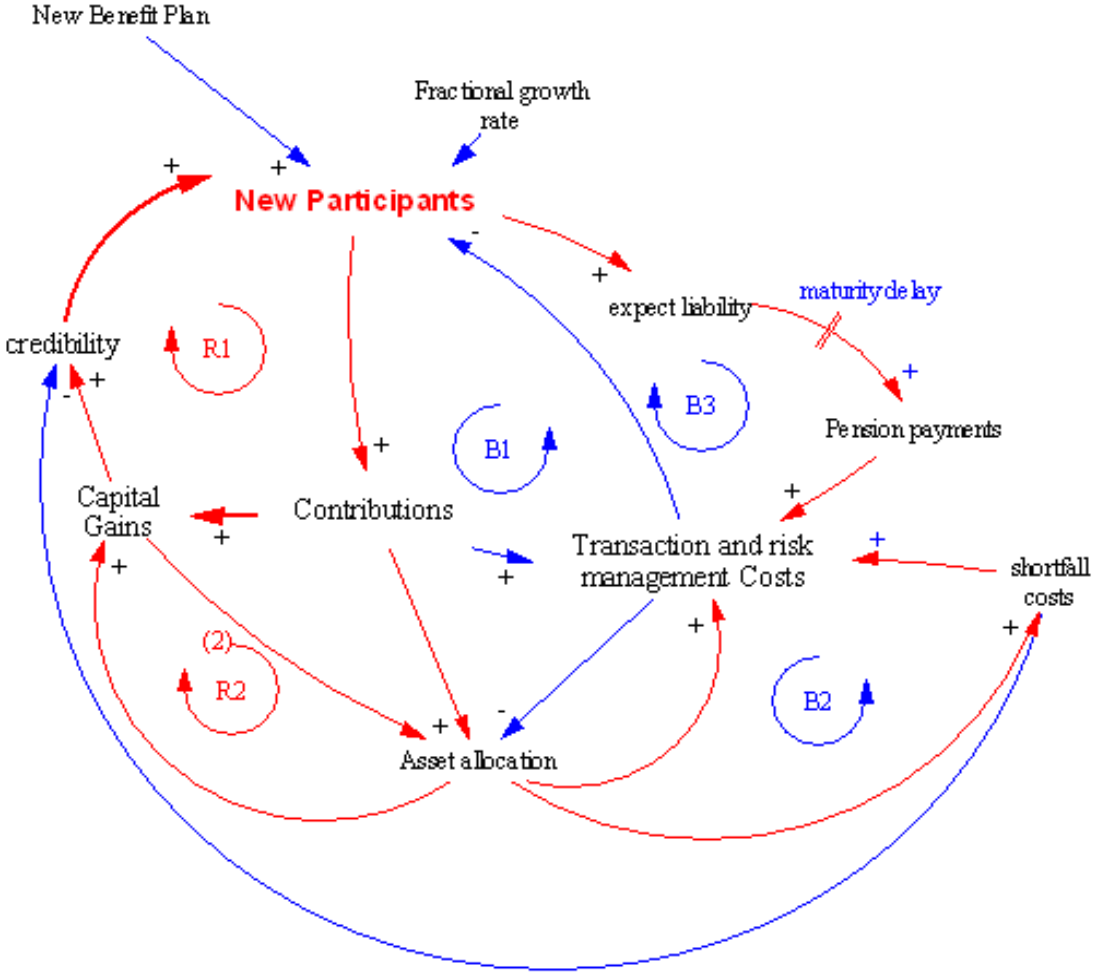 New Benefit Plan
Fractional growth
rate
+
+
New Participants
-
+
expect liability
maturity delay
credibility
R1
+
-
+
B3
B1
+
Pension payments
Capital
Gains
+
Contributions
+
+
+
+
Transaction and risk
management Costs
+
shortfall
costs
+
+
(2)
R2
B2
+
-
Asset allocation